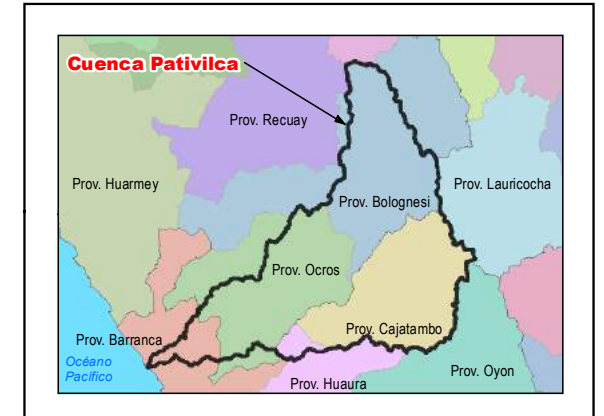 Cuenca Pativilca
Prov. Recuay
Prov. Huarmey
Prov. Lauricocha
Prov. Bolognesi
Prov. Ocros
Prov. Cajatambo
Prov. Barranca
Océano
Pacífico
Prov. Oyon
Prov. Huaura